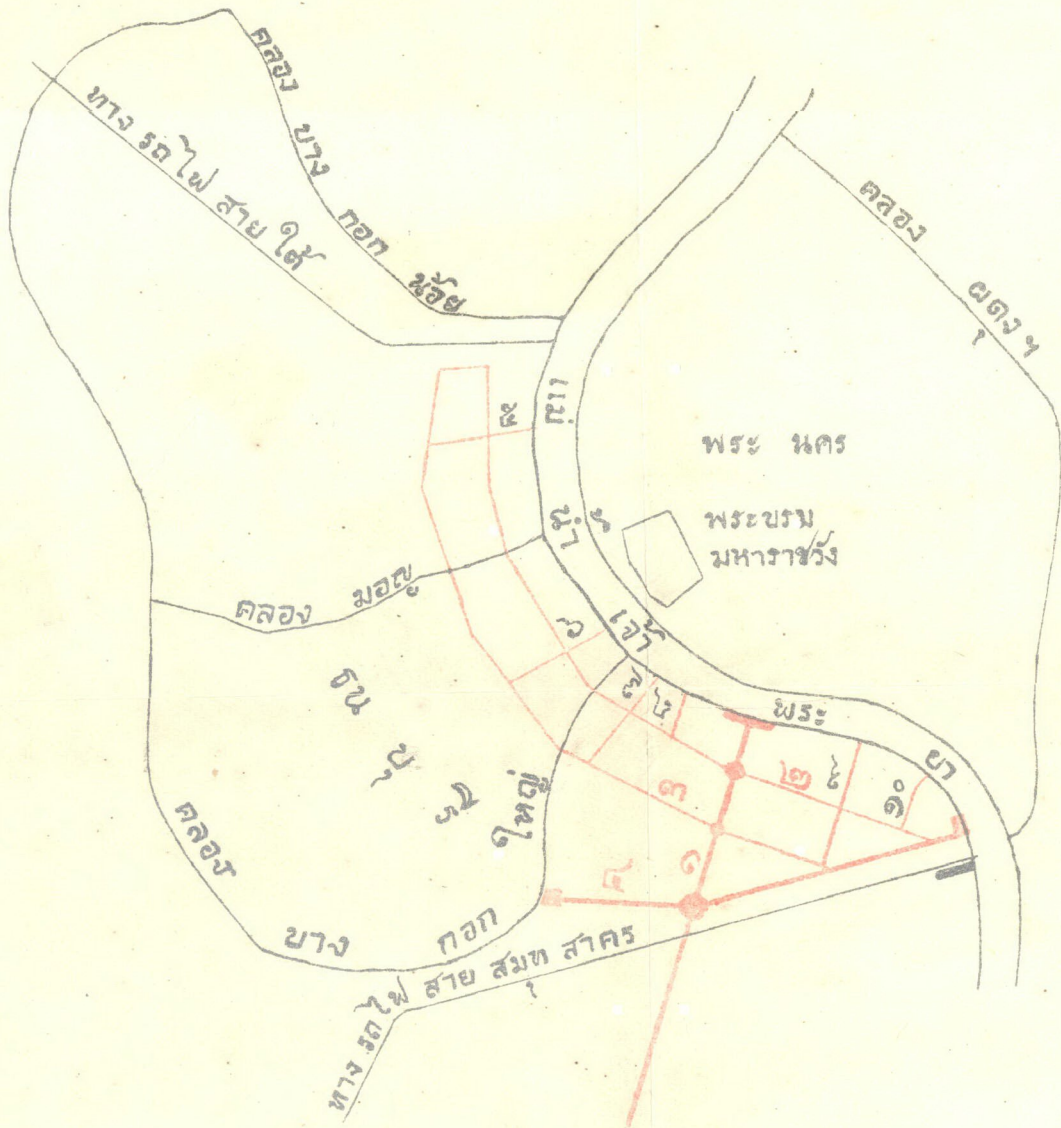 คลอง บาง กอก น้อย
ทาง รถ ไฟ สาย ใต้
คลอง ผดุง ฯ
พระ นคร
พระบรม
มหาราชวัง
แม่ น้ำ เจ้า พระ ยา
คลอง มอญ
ธน บุ รี
คลอง บาง กอก ใหญ่
ทาง รถ ไฟ สาย สมุท สาคร
๑
๒
๓
๔
๑๐